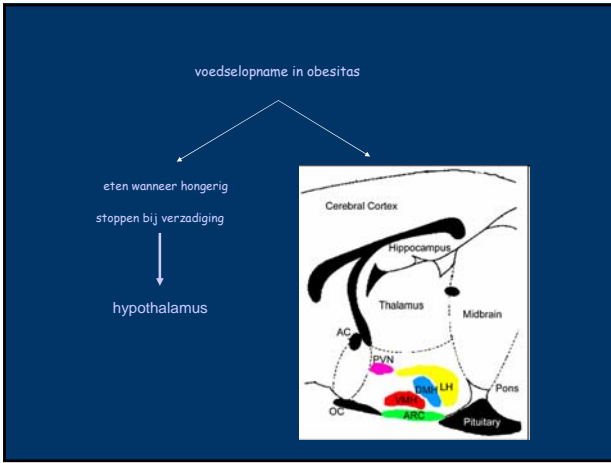 voedselopname in obesitas
eten wanneer hongerig
stoppen bij verzadiging
hypothalamus
Cerebral Cortex
Hippocampus
Thalamus
Midbrain
AC
PVN
DMH
LH
VMH
ARC
OC
Pons
Pituitary